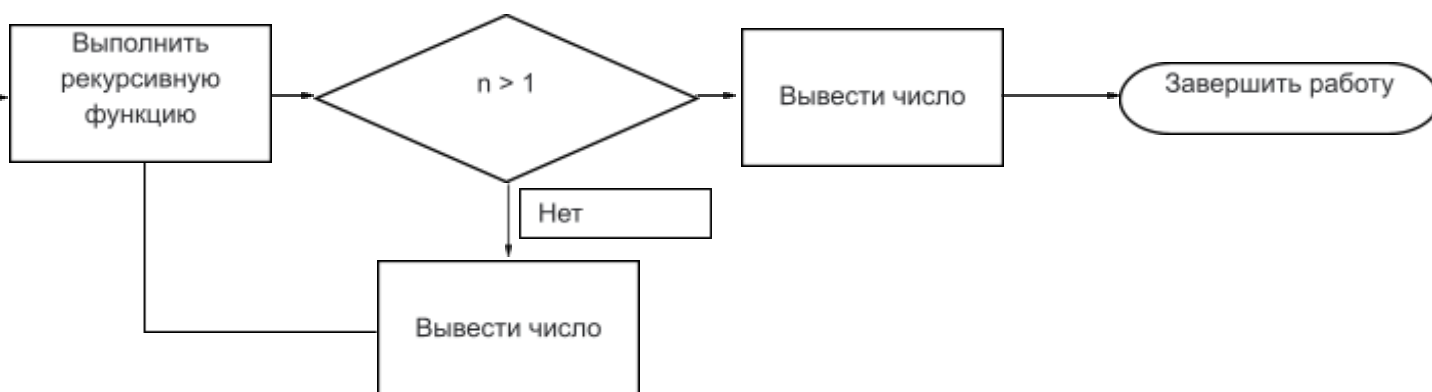 Выполнить
рекурсивную
функцию
n > 1
Вывести число
Завершить работу
Нет
Вывести число